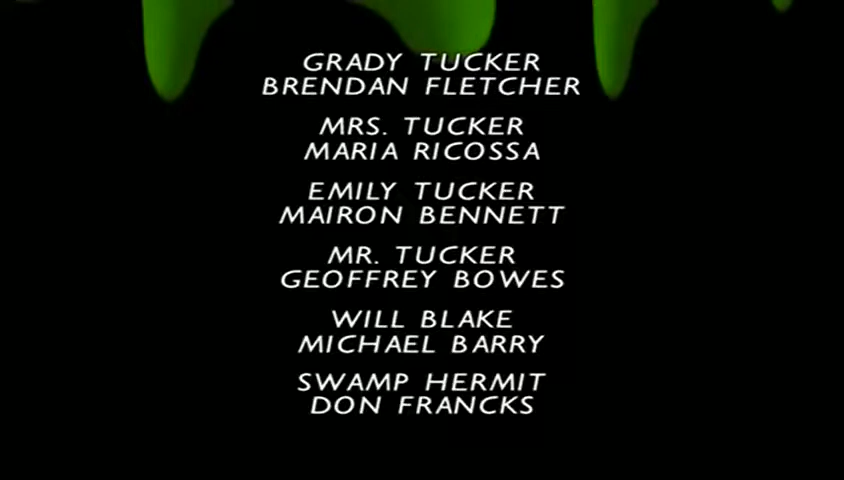 GRADY TUCKER
BRENDAN FLETCHER
MRS. TUCKER
MARIA RICOSSA
EMILY TUCKER
MAIRON BENNETT
MR. TUCKER
GEOFFREY BOWES
WILL BLAKE
MICHAEL BARRY
SWAMP HERMIT
DON FRANCKS